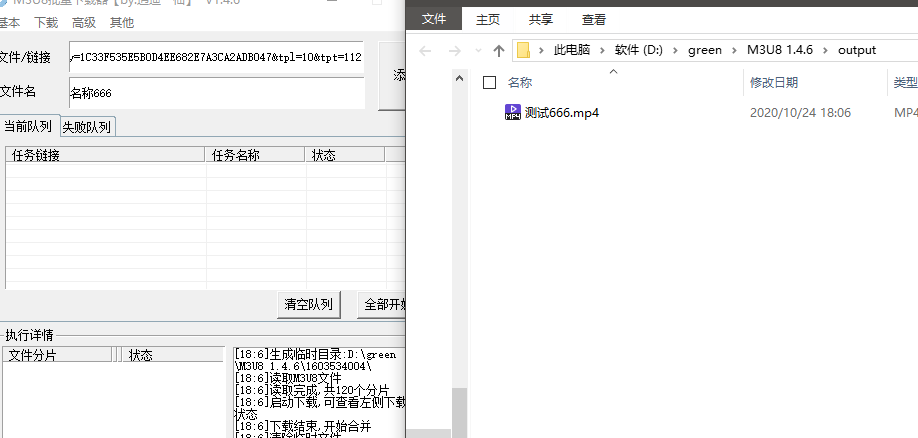 M3U8批量下载器【by:逍遥一仙】 V1.4.6
基本 下载 高级 其他
文件/链接
y=1C33F535E5B0D4EE682E7A3CA2ADB047&tpl=10&tpt=112
添
文件名
名称666
当前队列 失败队列
任务链接 任务名称 状态
清空队列 全部开始
执行详情
文件分片 状态
[18:6]生成临时目录:D:\green
\M3U8 1.4.6\1603534004\
[18:6]读取M3U8文件
[18:6]读取完成,共120个分片
[18:6]启动下载,可查看左侧下载
状态
[18:6]下载结束,开始合并
[18:6]清除临时文件
文件 主页 共享 查看
此电脑 软件 (D:) green M3U8 1.4.6 output
名称 修改日期 类型
测试666.mp4 2020/10/24 18:06 MP4